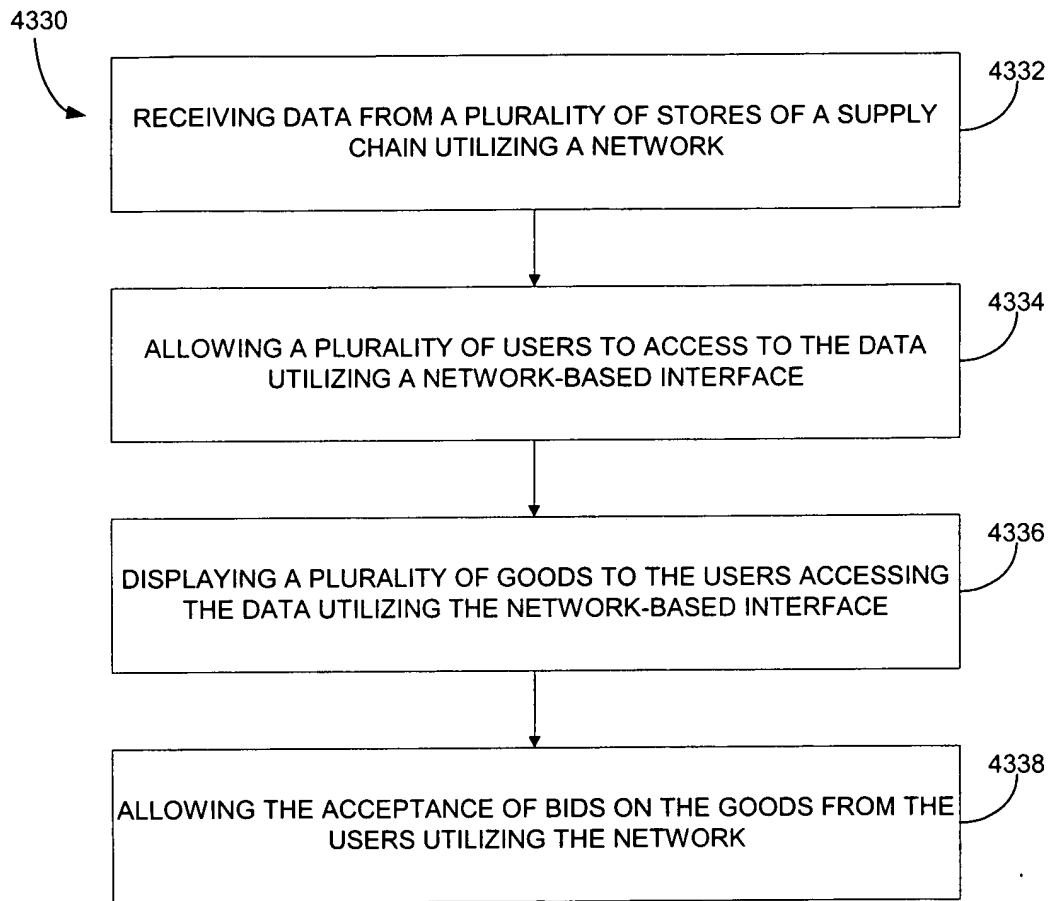 4330
4332
RECEIVING DATA FROM A PLURALITY OF STORES OF A SUPPLY
CHAIN UTILIZING A NETWORK
4334
ALLOWING A PLURALITY OF USERS TO ACCESS TO THE DATA
UTILIZING A NETWORK-BASED INTERFACE
4336
DISPLAYING A PLURALITY OF GOODS TO THE USERS ACCESSING
THE DATA UTILIZING THE NETWORK-BASED INTERFACE
4338
ALLOWING THE ACCEPTANCE OF BIDS ON THE GOODS FROM THE
USERS UTILIZING THE NETWORK